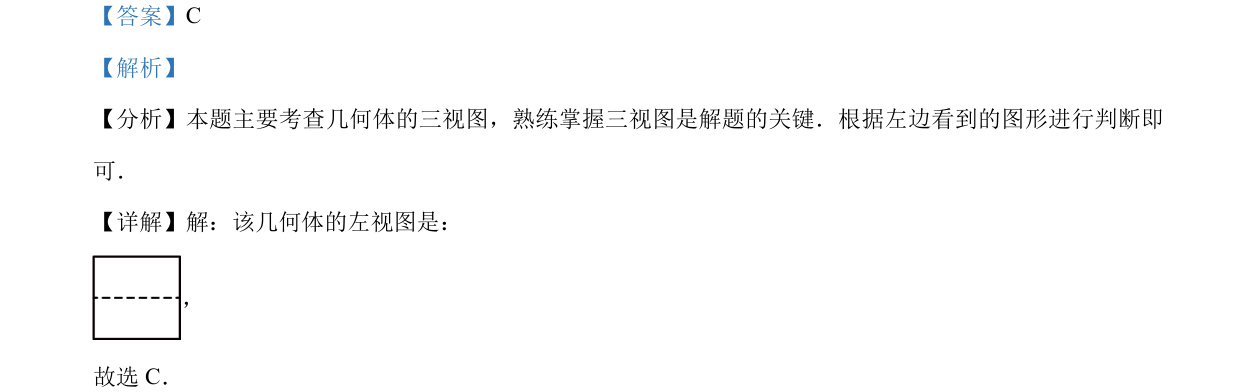 【答案】C
【解析】
【分析】本题主要考查几何体的三视图，熟练掌握三视图是解题的关键．根据左边看到的图形进行判断即
可．
【详解】解：该几何体的左视图是：
，
故选 C．